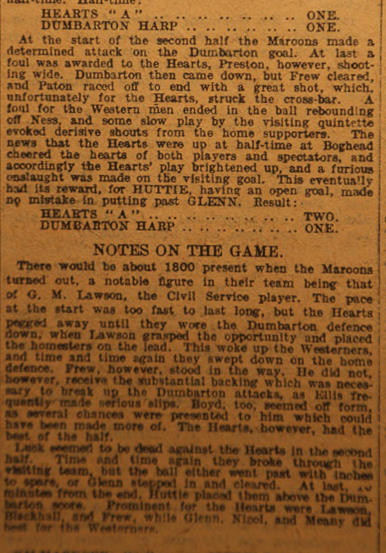 half-time. Half-time:
HEARTS "A" .. .. .. .. .. .. .. ONE.
DUMBARTON HARP .. .. .. .. .. .. ONE.
At the start of the second half the Maroons made a
determined attack on the Dumbarton goal. At last a
foul was awarded to the Hearts, Preston, however, shoot-
ing wide. Dumbarton then came down, but Frew cleared,
and Paton raced off to end with a great shot, which,
unfortunately for the Hearts, struck the cross-bar. A
foul for the Western men ended in the ball rebounding
off Ness, and some slow play by the visiting quintette
evoked derisive shouts from the home supporters. The
news that the Hearts were up at half-time at Boghead
cheered the hearts of both players and spectators, and
accordingly the Hearts' play brightened up, and a furious
onslaught was made on the visiting goal. This eventually
had its reward, for HUTTIE, having an open goal, made
no mistake in putting past GLENN. Result:
HEARTS "A" .. .. .. .. .. .. .. TWO.
DUMBARTON HARP .. .. .. .. .. .. ONE.
NOTES ON THE GAME.
There would be about 1800 present when the Maroons
turned out, a notable figure in their team being that
of G. M. Lawson, the Civil Service player. The pace
at the start was too fast to last long, but the Hearts
pegged away until they wore the Dumbarton defence
down, when Lawson grasped the opportunity and placed
the homesters on the lead. This woke up the Westerners,
and time and time again they swept down on the home
defence. Frew, however, stood in the way. He did not,
however, receive the substantial backing which was neces-
sary to break up the Dumbarton attacks, as Ellis fre-
quently made serious slips. Boyd, too, seemed off form,
as several chances were presented to him which could
have been made more of. The Hearts, however, had the
best of the half.
Luck seemed to be dead against the Hearts in the second
half. Time and time again they broke through the
visiting team, but the ball either went past with inches
to spare, or Glenn stepped in and cleared. At last,
minutes from the end, Huttie placed them above the Dum-
barton score. Prominent for the Hearts were Lawson,
Blackhall, and Frew, while Glenn, Nicol, and Meany did
best for the Westerners.